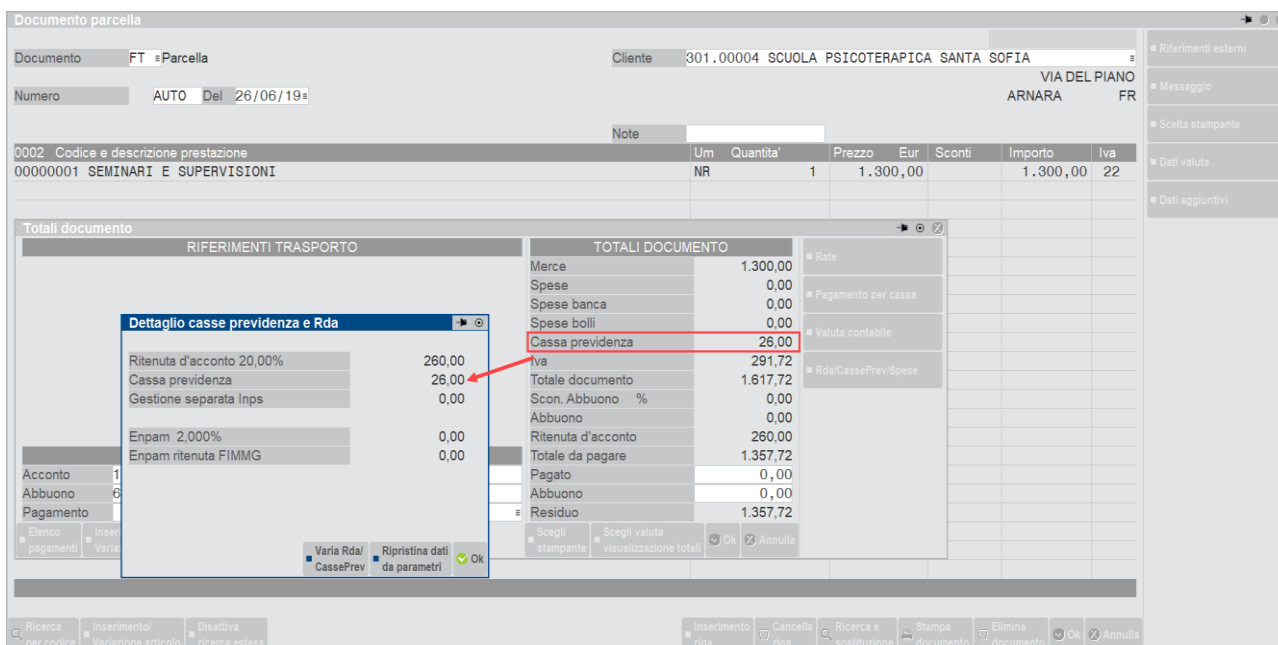 Documento parcella
Documento FT Parcella Cliente 301.00004 SCUOLA PSICOTERAPICA SANTA SOFIA
Riferimenti esterni
VIA DEL PIANO
Messaggio
Numero AUTO Del 26/06/19 ARNARA FR
Scelta stampante
Note
0002 Codice e descrizione prestazione Um Quantita' Prezzo Eur Sconti Importo Iva
Dati valuta
00000001 SEMINARI E SUPERVISIONI NR 1 1.300,00 1.300,00 22
Dati aggiuntivi
Totali documento
RIFERIMENTI TRASPORTO TOTALI DOCUMENTO
Rate
Merce 1.300,00
Spese 0,00
Pagamento per cassa
Spese banca 0,00
Dettaglio casse previdenza e Rda
Spese bolli 0,00
Valuta contabile
Cassa previdenza 26,00
Ritenuta d'acconto 20,00% 260,00
Iva 291,72
Rda/CassePrev/Spese
Cassa previdenza 26,00
Totale documento 1.617,72
Gestione separata Inps 0,00
Scon. Abbuono % 0,00
Abbuono 0,00
Enpam 2,000% 0,00
Ritenuta d'acconto 260,00
Enpam ritenuta FIMMG 0,00
Totale da pagare 1.357,72
Acconto 1
Pagato 0,00
Abbuono 6
Abbuono 0,00
Pagamento
Residuo 1.357,72
Elenco pagamenti
Scegli stampante
Scegli valuta visualizzazione totali
Ok Annulla
Varia Rda/ CassePrev
Ripristina dati da parametri
Ok
Ricerca per codice
Inserimento/ Variazione articolo
Disattiva ricerca estesa
Inserimento riga
Cancella riga
Ricerca e sostituzione
Stampa documento
Elimina documento
Ok Annulla